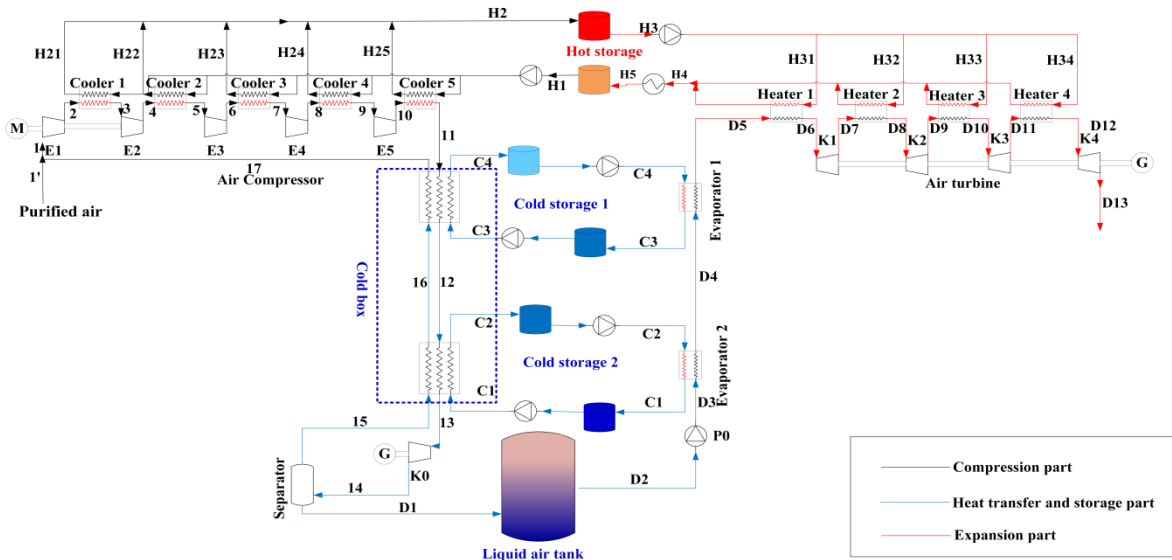 H2
H21
H22
H23
H24
H25
H3
Hot storage
H31
H32
H33
H34
Cooler 1
Cooler 2
Cooler 3
Cooler 4
Cooler 5
H1
H5
H4
Heater 1
Heater 2
Heater 3
Heater 4
2
3
4
5
6
7
8
9
10
M
1
E1
E2
E3
E4
E5
11
D5
D6
D7
D8
D9
D10
D11
D12
K1
K2
K3
K4
G
1'
17
Air Compressor
Purified air
Air turbine
D13
C4
C4
Cold storage 1
Evaporator 1
C3
C3
Cold box
16
12
D4
C2
C2
Cold storage 2
Evaporator 2
C1
C1
D3
15
13
P0
G
K0
Separator
14
D2
D1
Liquid air tank
Compression part
Heat transfer and storage part
Expansion part